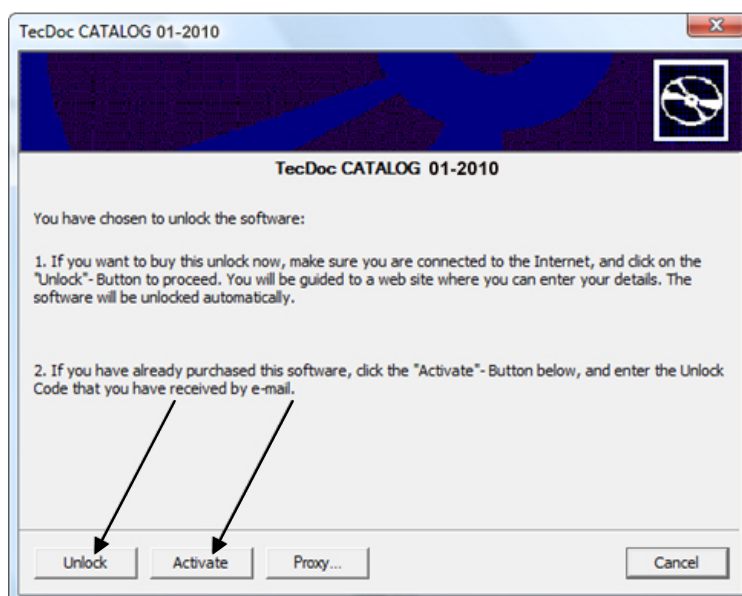 TecDoc CATALOG 01-2010
TecDoc CATALOG 01-2010
You have chosen to unlock the software:
1. If you want to buy this unlock now, make sure you are connected to the Internet, and click on the
"Unlock"- Button to proceed. You will be guided to a web site where you can enter your details. The
software will be unlocked automatically.
2. If you have already purchased this software, click the "Activate"- Button below, and enter the Unlock
Code that you have received by e-mail.
Unlock Activate Proxy... Cancel